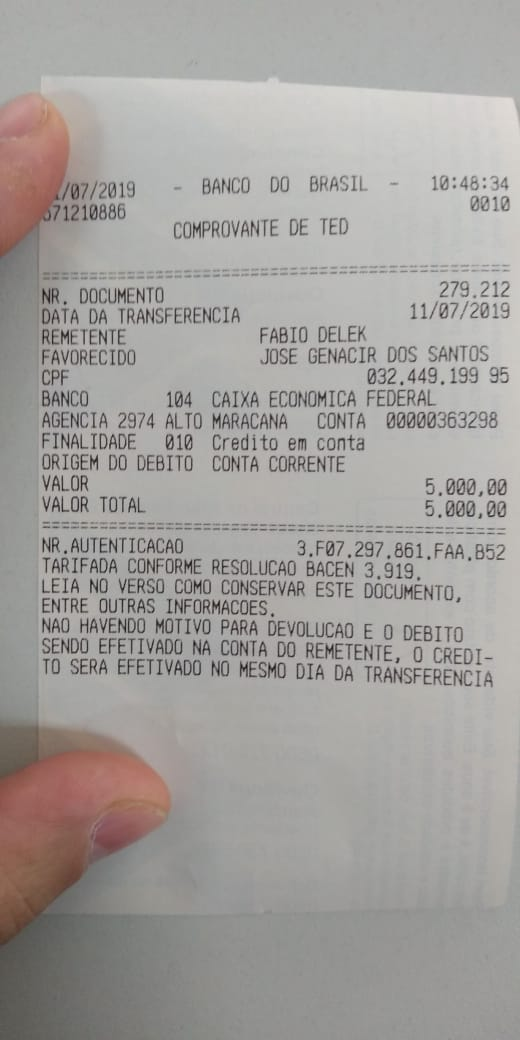 /07/2019 - BANCO DO BRASIL - 10:48:34
571210886 0010
COMPROVANTE DE TED
NR. DOCUMENTO 279.212
DATA DA TRANSFERENCIA 11/07/2019
REMETENTE FABIO DELEK
FAVORECIDO JOSE GENACIR DOS SANTOS
CPF 032.449.199 95
BANCO 104 CAIXA ECONOMICA FEDERAL
AGENCIA 2974 ALTO MARACANA CONTA 00000363298
FINALIDADE 010 Credito em conta
ORIGEM DO DEBITO CONTA CORRENTE
VALOR 5.000,00
VALOR TOTAL 5.000,00
NR.AUTENTICACAO 3.F07.297.861.FAA.B52
TARIFADA CONFORME RESOLUCAO BACEN 3.919.
LEIA NO VERSO COMO CONSERVAR ESTE DOCUMENTO,
ENTRE OUTRAS INFORMACOES.
NAO HAVENDO MOTIVO PARA DEVOLUCAO E O DEBITO
SENDO EFETIVADO NA CONTA DO REMETENTE, O CREDI-
TO SERA EFETIVADO NO MESMO DIA DA TRANSFERENCIA